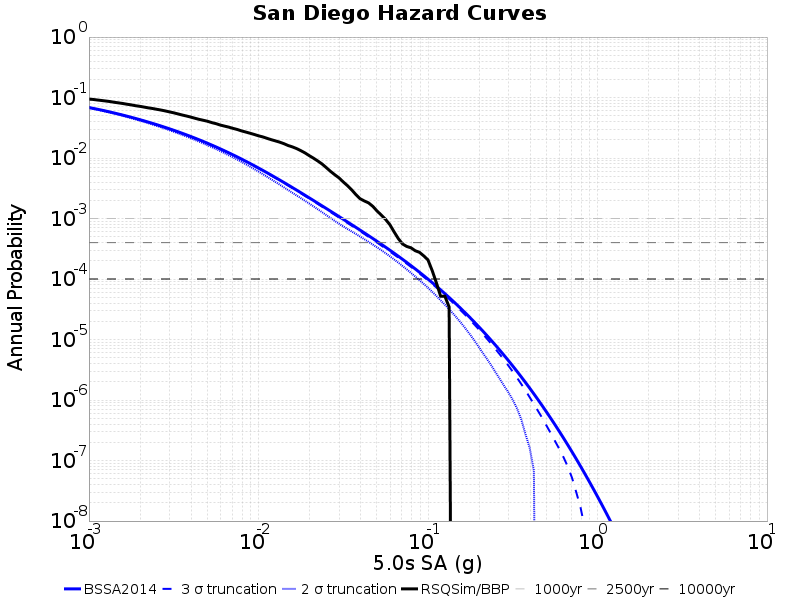 San Diego Hazard Curves
10^0
10^-1
10^-2
10^-3
10^-4
10^-5
10^-6
10^-7
10^-8
Annual Probability
10^-3 10^-2 10^-1 10^0 10^1
5.0s SA (g)
BSSA2014 3 σ truncation 2 σ truncation RSQSim/BBP 1000yr 2500yr 10000yr